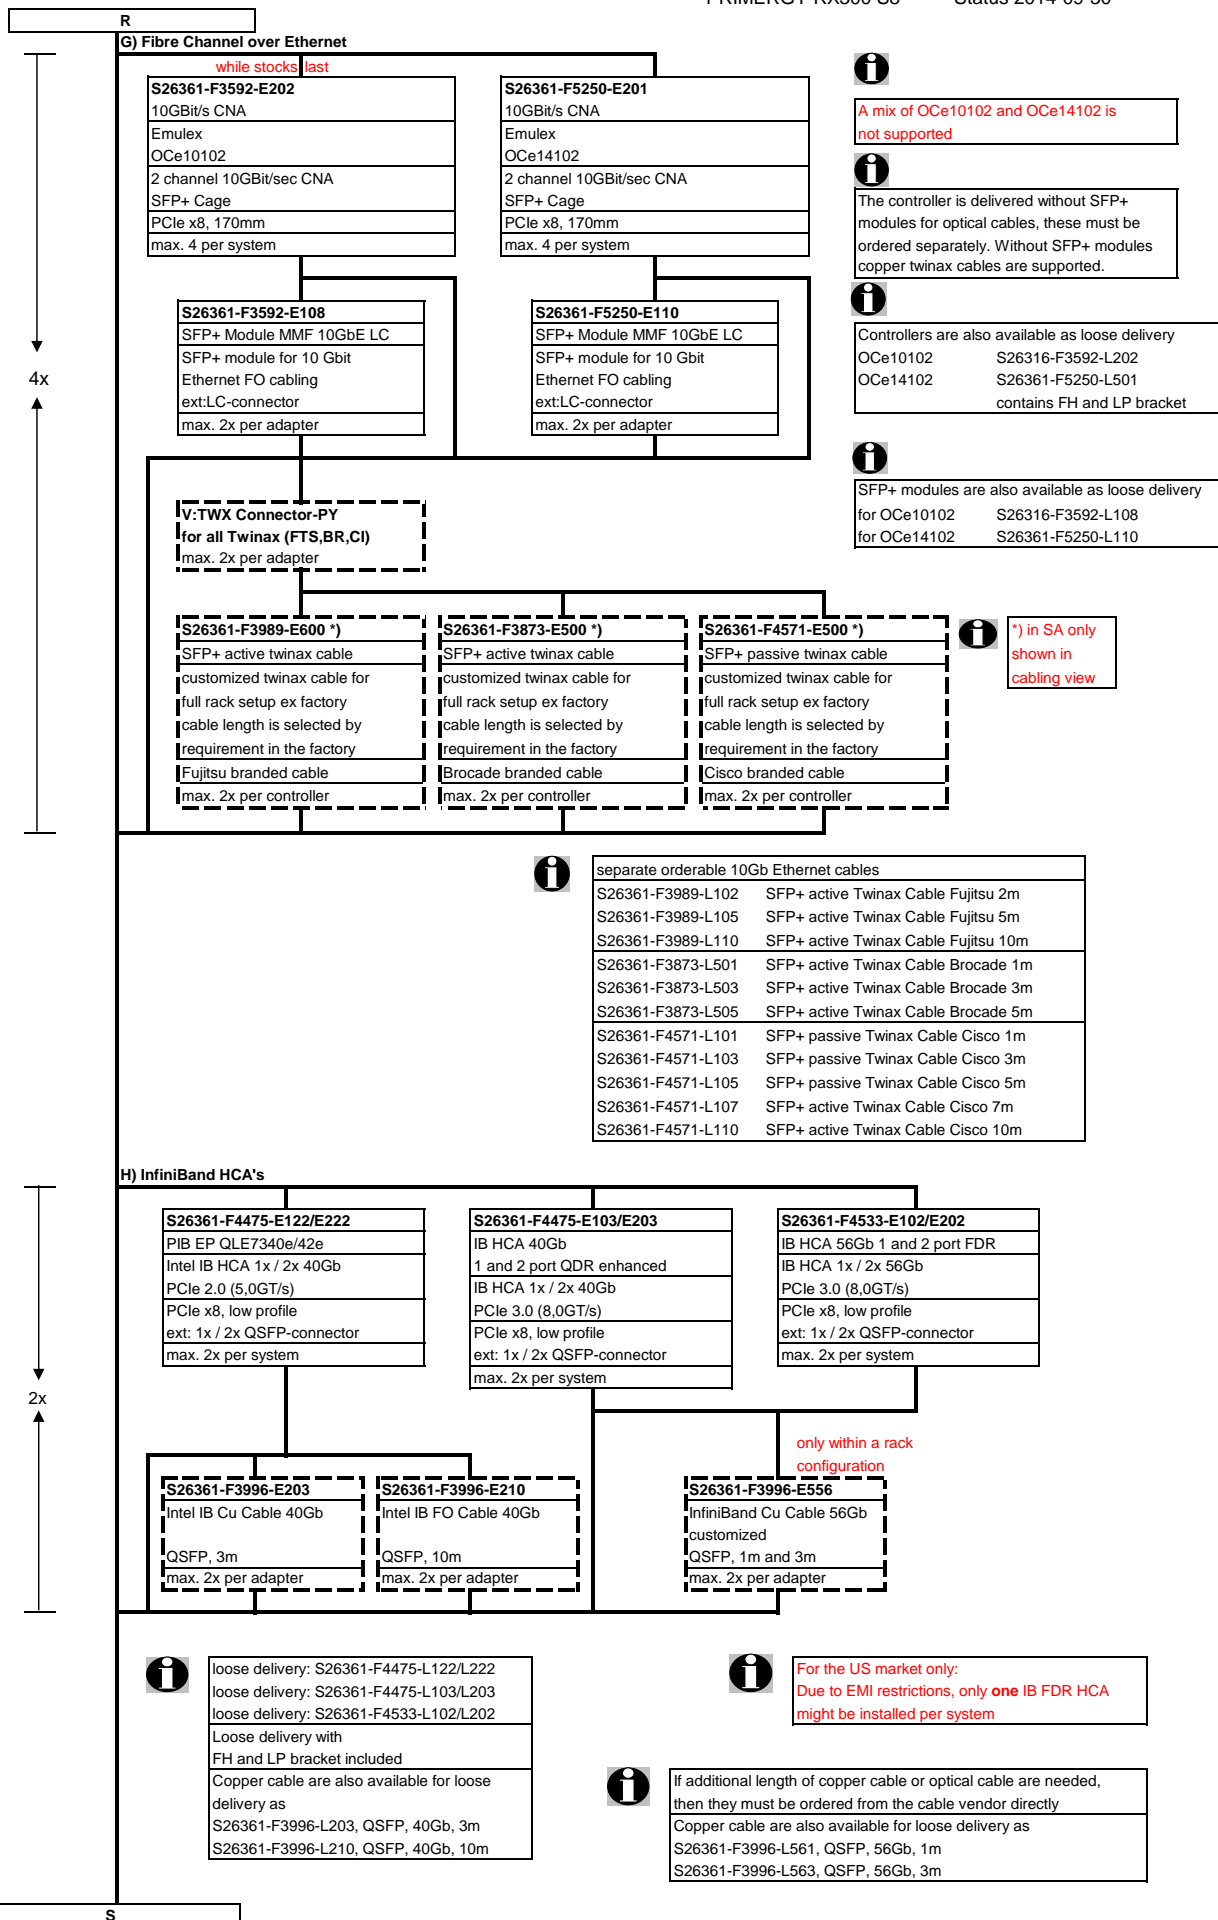 PRIMERGY RX300 S8 Status 2014-09-30
R
G) Fibre Channel over Ethernet
while stocks last
S26361-F3592-E202
10GBit/s CNA
Emulex
OCe10102
2 channel 10GBit/sec CNA
SFP+ Cage
PCIe x8, 170mm
max. 4 per system
S26361-F5250-E201
10GBit/s CNA
Emulex
OCe14102
2 channel 10GBit/sec CNA
SFP+ Cage
PCIe x8, 170mm
max. 4 per system
A mix of OCe10102 and OCe14102 is
not supported
The controller is delivered without SFP+
modules for optical cables, these must be
ordered separately. Without SFP+ modules
copper twinax cables are supported.
S26361-F3592-E108
SFP+ Module MMF 10GbE LC
SFP+ module for 10 Gbit
Ethernet FO cabling
ext:LC-connector
max. 2x per adapter
S26361-F5250-E110
SFP+ Module MMF 10GbE LC
SFP+ module for 10 Gbit
Ethernet FO cabling
ext:LC-connector
max. 2x per adapter
Controllers are also available as loose delivery
OCe10102 S26316-F3592-L202
OCe14102 S26361-F5250-L501
contains FH and LP bracket
4x
SFP+ modules are also available as loose delivery
for OCe10102 S26316-F3592-L108
for OCe14102 S26361-F5250-L110
V:TWX Connector-PY
for all Twinax (FTS,BR,CI)
max. 2x per adapter
S26361-F3989-E600 *)
SFP+ active twinax cable
customized twinax cable for
full rack setup ex factory
cable length is selected by
requirement in the factory
Fujitsu branded cable
max. 2x per controller
S26361-F3873-E500 *)
SFP+ active twinax cable
customized twinax cable for
full rack setup ex factory
cable length is selected by
requirement in the factory
Brocade branded cable
max. 2x per controller
S26361-F4571-E500 *)
SFP+ passive twinax cable
customized twinax cable for
full rack setup ex factory
cable length is selected by
requirement in the factory
Cisco branded cable
max. 2x per controller
*) in SA only
shown in
cabling view
separate orderable 10Gb Ethernet cables
S26361-F3989-L102 SFP+ active Twinax Cable Fujitsu 2m
S26361-F3989-L105 SFP+ active Twinax Cable Fujitsu 5m
S26361-F3989-L110 SFP+ active Twinax Cable Fujitsu 10m
S26361-F3873-L501 SFP+ active Twinax Cable Brocade 1m
S26361-F3873-L503 SFP+ active Twinax Cable Brocade 3m
S26361-F3873-L505 SFP+ active Twinax Cable Brocade 5m
S26361-F4571-L101 SFP+ passive Twinax Cable Cisco 1m
S26361-F4571-L103 SFP+ passive Twinax Cable Cisco 3m
S26361-F4571-L105 SFP+ passive Twinax Cable Cisco 5m
S26361-F4571-L107 SFP+ active Twinax Cable Cisco 7m
S26361-F4571-L110 SFP+ active Twinax Cable Cisco 10m
H) InfiniBand HCA's
S26361-F4475-E122/E222
PIB EP QLE7340e/42e
Intel IB HCA 1x / 2x 40Gb
PCIe 2.0 (5,0GT/s)
PCIe x8, low profile
ext: 1x / 2x QSFP-connector
max. 2x per system
S26361-F4475-E103/E203
IB HCA 40Gb
1 and 2 port QDR enhanced
IB HCA 1x / 2x 40Gb
PCIe 3.0 (8,0GT/s)
PCIe x8, low profile
ext: 1x / 2x QSFP-connector
max. 2x per system
S26361-F4533-E102/E202
IB HCA 56Gb 1 and 2 port FDR
IB HCA 1x / 2x 56Gb
PCIe 3.0 (8,0GT/s)
PCIe x8, low profile
ext: 1x / 2x QSFP-connector
max. 2x per system
2x
only within a rack
configuration
S26361-F3996-E203
Intel IB Cu Cable 40Gb
QSFP, 3m
max. 2x per adapter
S26361-F3996-E210
Intel IB FO Cable 40Gb
QSFP, 10m
max. 2x per adapter
S26361-F3996-E556
InfiniBand Cu Cable 56Gb
customized
QSFP, 1m and 3m
max. 2x per adapter
loose delivery: S26361-F4475-L122/L222
loose delivery: S26361-F4475-L103/L203
loose delivery: S26361-F4533-L102/L202
Loose delivery with
FH and LP bracket included
Copper cable are also available for loose
delivery as
S26361-F3996-L203, QSFP, 40Gb, 3m
S26361-F3996-L210, QSFP, 40Gb, 10m
For the US market only:
Due to EMI restrictions, only one IB FDR HCA
might be installed per system
If additional length of copper cable or optical cable are needed,
then they must be ordered from the cable vendor directly
Copper cable are also available for loose delivery as
S26361-F3996-L561, QSFP, 56Gb, 1m
S26361-F3996-L563, QSFP, 56Gb, 3m
S